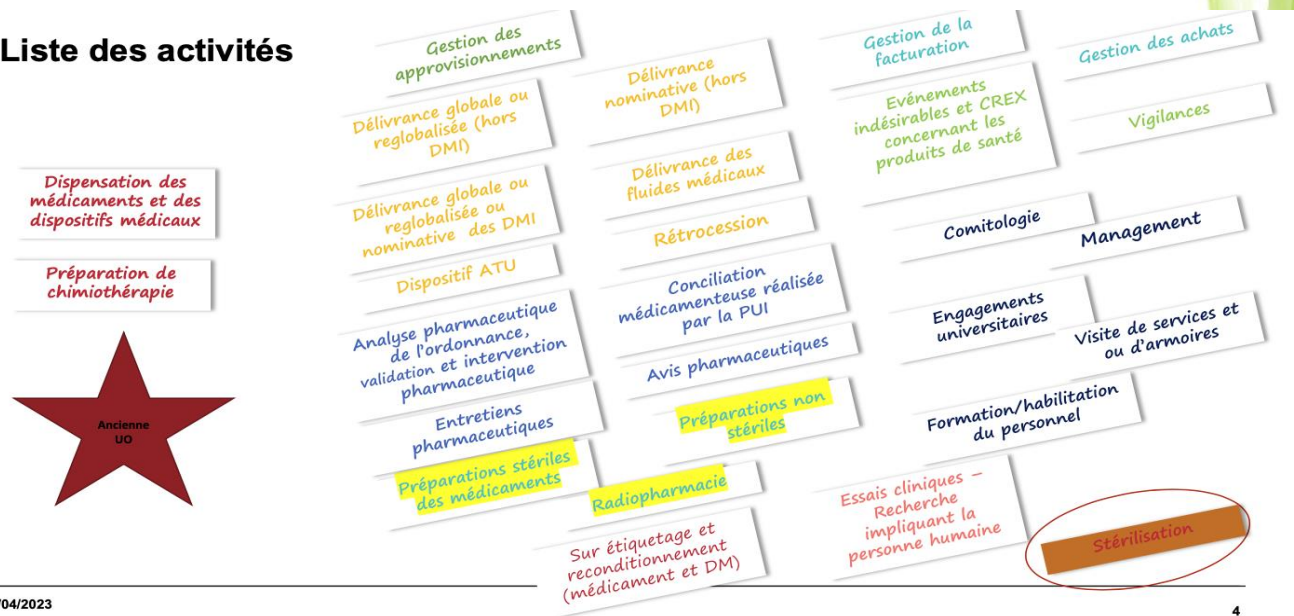 Liste des activités
Dispensation des
médicaments et des
dispositifs médicaux
Préparation de
chimiothérapie
Ancienne
UO
Gestion des
approvisionnements
Délivrance globale ou
reglobalisée (hors
DMI)
Délivrance globale ou
reglobalisée ou
nominative des DMI
Dispositif ATU
Analyse pharmaceutique
de l'ordonnance,
validation et intervention
pharmaceutique
Entretiens
pharmaceutiques
Préparations stériles
des médicaments
Délivrance
nominative (hors
DMI)
Délivrance des
fluides médicaux
Rétrocession
Conciliation
médicamenteuse réalisée
par la PUI
Avis pharmaceutiques
Préparations non
stériles
Radiopharmacie
Sur étiquetage et
reconditionnement
(médicament et DM)
Gestion de la
facturation
Evénements
indésirables et CREX
concernant les
produits de santé
Comitologie
Engagements
universitaires
Formation/habilitation
du personnel
Essais cliniques –
Recherche
impliquant la
personne humaine
Gestion des achats
Vigilances
Management
Visite de services et
ou d'armoires
Stérilisation
/04/2023
4